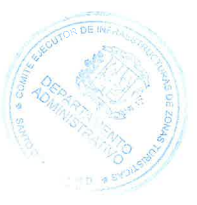 COMITE EJECUTOR DE INFRAESTRUCTURAS DE ZONAS TURISTICAS
DEPARTAMENTO
ADMINISTRATIVO